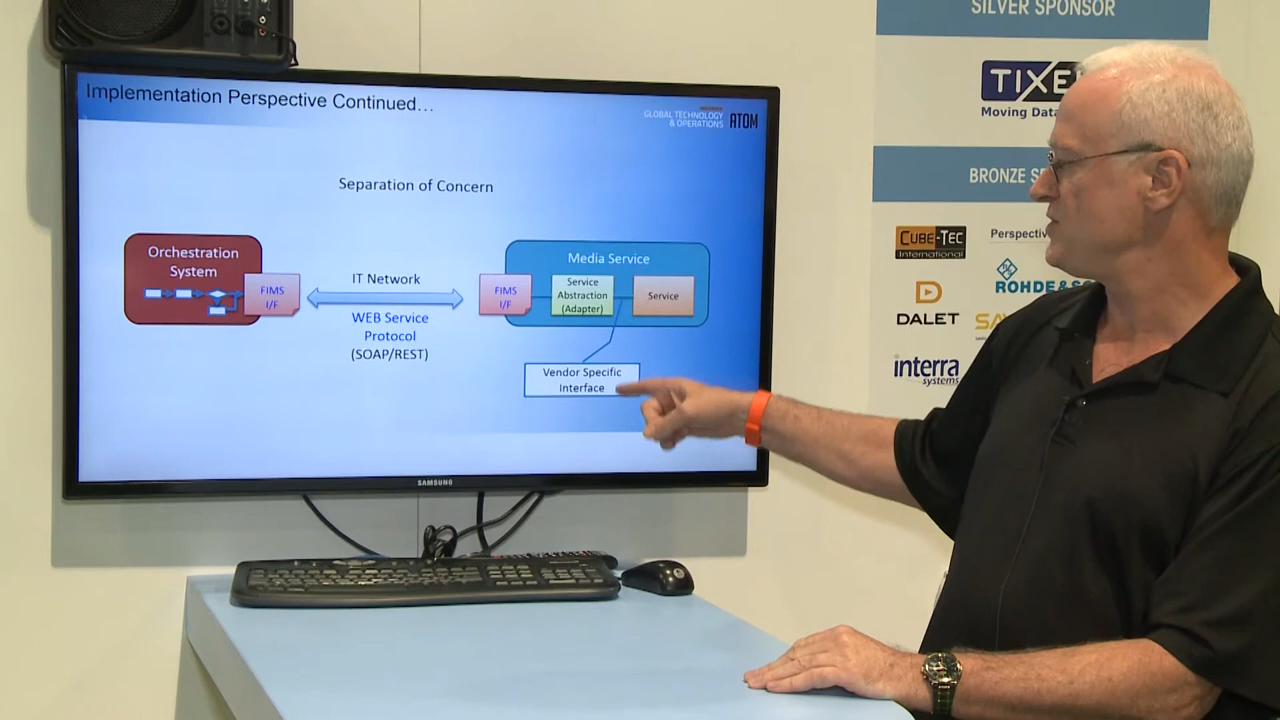 SILVER SPONSOR
TIXE
Moving Data
BRONZE
CUBE-TEC
International
Perspectiv
ROHDE &
DALET
interra
systems
Implementation Perspective Continued...
GLOBAL TECHNOLOGY
& OPERATIONS
ATOM
Separation of Concern
Orchestration
System
FIMS
I/F
IT Network
WEB Service
Protocol
(SOAP/REST)
FIMS
I/F
Media Service
Service
Abstraction
(Adapter)
Service
Vendor Specific
Interface
SAMSUNG